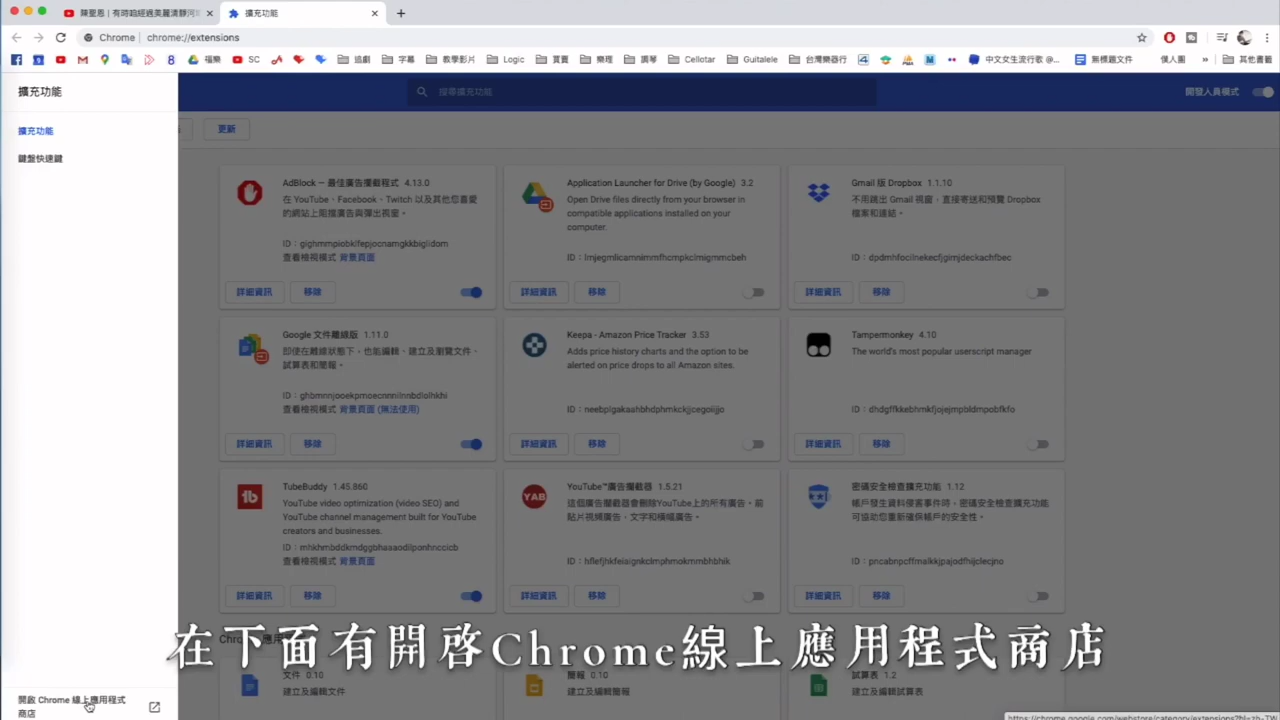 陳聖恩 | 有時給經過美麗清靜河
擴充功能
Chrome | chrome://extensions
福樂
SC
追劇
字幕
教學影片
Logic
買賣
樂理
調琴
Cellotar
Guitalele
台灣樂器行
中文女生流行歌 @...
無標題文件
僕人團
»
其他書籤
擴充功能
搜尋擴充功能
開發人員模式
擴充功能
鍵盤快速鍵
更新
AdBlock — 最佳廣告攔截程式 4.13.0
在 YouTube、Facebook、Twitch 以及其他您喜愛
的網站上阻擋廣告與彈出視窗。
ID：gighmmpiobklfepjocnamgkkbiglidom
查看檢視模式 背景頁面
詳細資訊
移除
Application Launcher for Drive (by Google) 3.2
Open Drive files directly from your browser in
compatible applications installed on your
computer.
ID：lmjegmlicamnimmfhcmpkclmigmmcbeh
詳細資訊
移除
Gmail 版 Dropbox 1.1.10
不用跳出 Gmail 視窗，直接寄送和預覽 Dropbox
檔案和連結。
ID：dpdmhfocilnekecfjgimjdeckachfbec
詳細資訊
移除
Google 文件離線版 1.11.0
即使在離線狀態下，也能編輯、建立及瀏覽文件、
試算表和簡報。
ID：ghbmnnjooekpmoecnnnilnnbdlolhkhi
查看檢視模式 背景頁面 (無法使用)
詳細資訊
移除
Keepa - Amazon Price Tracker 3.53
Adds price history charts and the option to be
alerted on price drops to all Amazon sites.
ID：neebplgakaahbhdphmkckjjcegoiijjo
詳細資訊
移除
Tampermonkey 4.10
The world's most popular userscript manager
ID：dhdgffkkebhmkfjojejmpbldmpobfkfo
詳細資訊
移除
TubeBuddy 1.45.860
YouTube video optimization (video SEO) and
YouTube channel management built for YouTube
creators and businesses.
ID：mhkhmbddkmdggbhaaaodilponhnccicb
查看檢視模式 背景頁面
詳細資訊
移除
YouTube™廣告攔截器 1.5.21
這個廣告攔截器會刪除YouTube上的所有廣告。前
貼片視頻廣告、文字和橫幅廣告。
ID：hflefjhkfeiaignkclmphmokmmbhbhik
詳細資訊
移除
密碼安全檢查擴充功能 1.12
帳戶發生資料侵害事件時，密碼安全檢查擴充功能
可協助您重新確保帳戶的安全性。
ID：pncabnpcffmalkkjpajodfhijclecjno
詳細資訊
移除
在下面有開啓Chrome線上應用程式商店
文件 0.10
建立及編輯文件
簡報 0.10
建立及編輯簡報
試算表 1.2
建立及編輯試算表
開啟 Chrome 線上應用程式
商店
https://chrome.google.com/webstore/category/extensions?hl=zh-TW